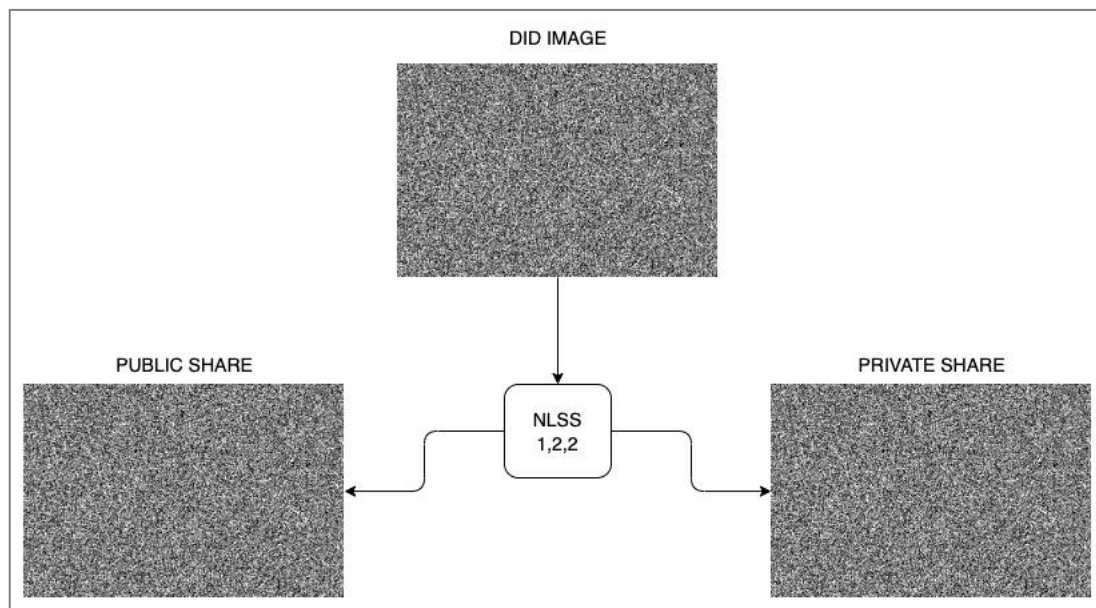 DID IMAGE
PUBLIC SHARE
PRIVATE SHARE
NLSS
1,2,2